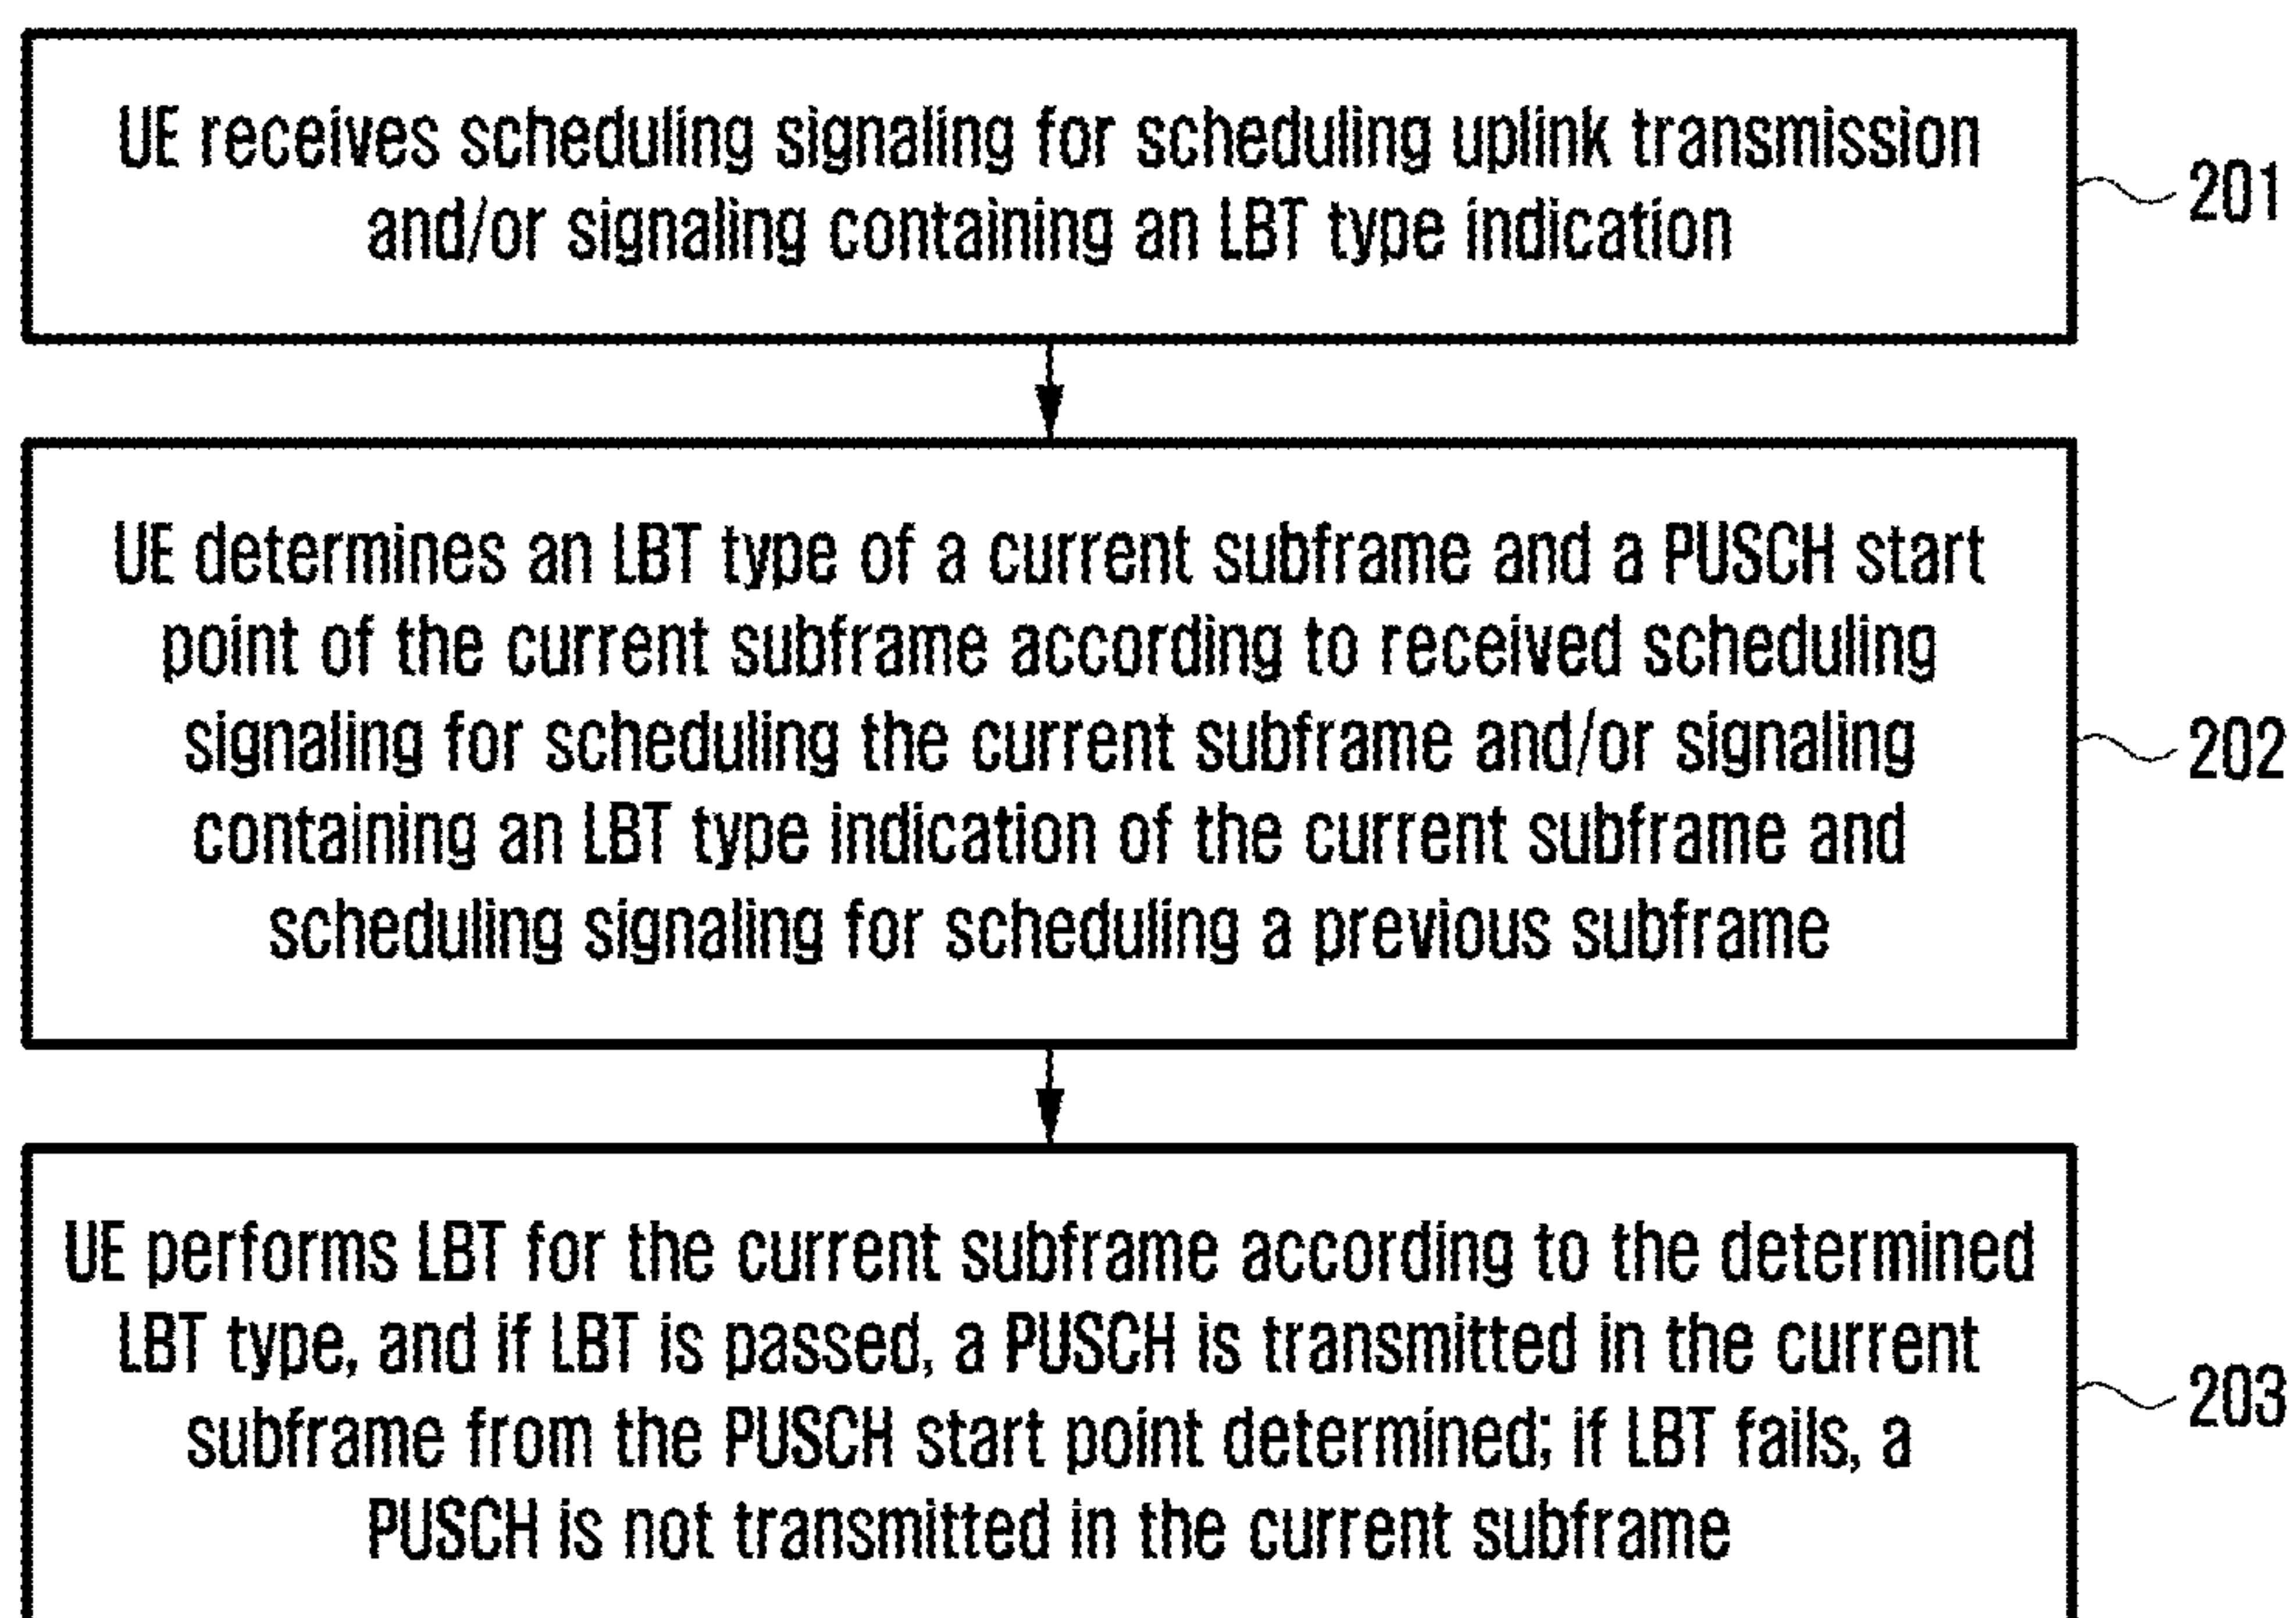 UE receives scheduling signaling for scheduling uplink transmission
and/or signaling containing an LBT type indication
201
UE determines an LBT type of a current subframe and a PUSCH start
point of the current subframe according to received scheduling
signaling for scheduling the current subframe and/or signaling
containing an LBT type indication of the current subframe and
scheduling signaling for scheduling a previous subframe
202
UE performs LBT for the current subframe according to the determined
LBT type, and if LBT is passed, a PUSCH is transmitted in the current
subframe from the PUSCH start point determined; if LBT fails, a
PUSCH is not transmitted in the current subframe
203